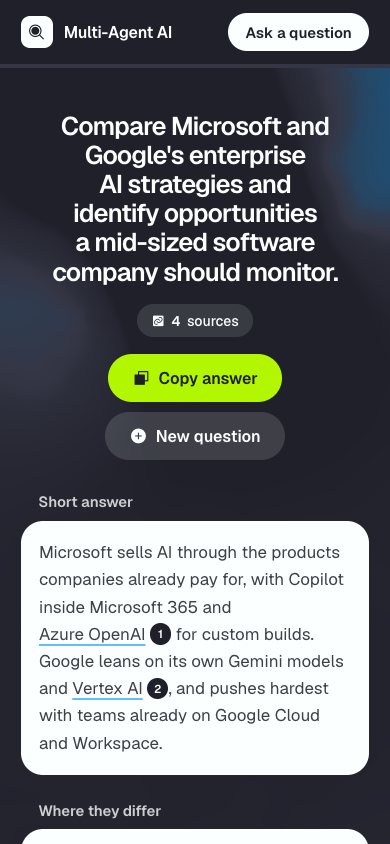 Multi-Agent AI
Ask a question
Compare Microsoft and
Google's enterprise
AI strategies and
identify opportunities
a mid-sized software
company should monitor.
4 sources
Copy answer
New question
Short answer
Microsoft sells AI through the products
companies already pay for, with Copilot
inside Microsoft 365 and
Azure OpenAI 1 for custom builds.
Google leans on its own Gemini models
and Vertex AI 2, and pushes hardest
with teams already on Google Cloud
and Workspace.
Where they differ